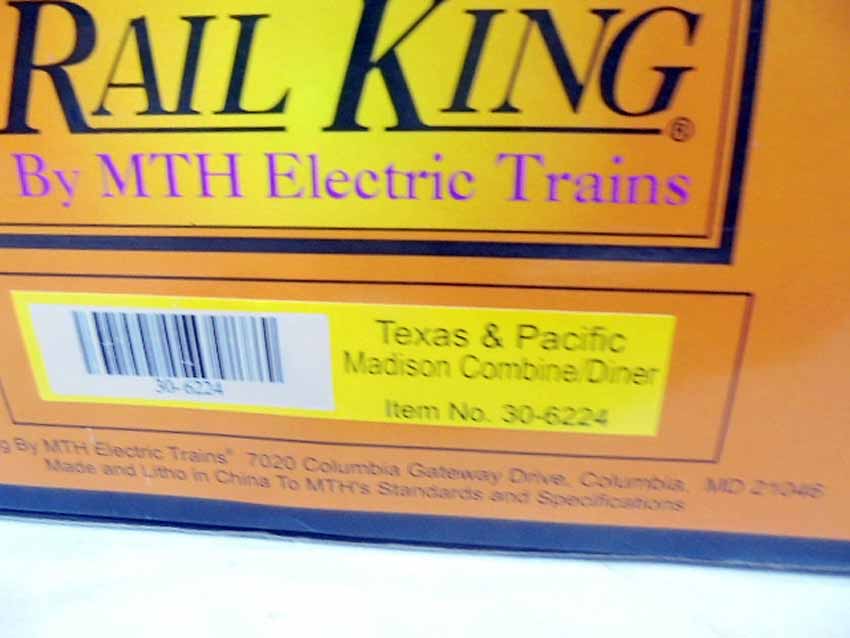 RAIL KING®
By MTH Electric Trains
Texas & Pacific
Madison Combine/Diner
30-6224
Item No. 30-6224
g By MTH Electric Trains® 7020 Columbia Gateway Drive, Columbia, MD 21046
Made and Litho in China To MTH's Standards and Specifications